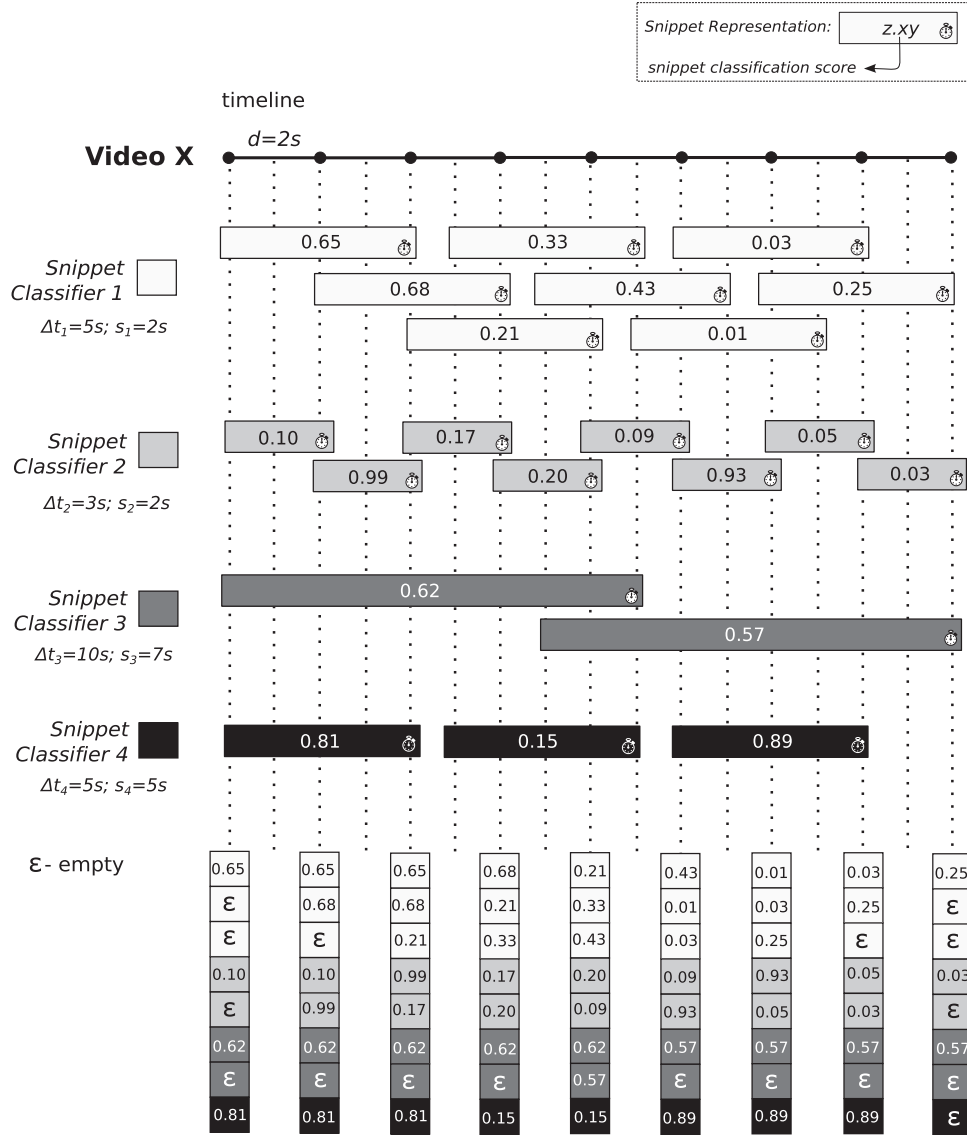 Snippet Representation: z.xy
snippet classification score
timeline
d=2s
Video X
0.65 0.33 0.03
Snippet
Classifier 1
0.68 0.43 0.25
Δt1=5s; s1=2s
0.21 0.01
Snippet
Classifier 2
0.10 0.17 0.09 0.05
0.99 0.20 0.93 0.03
Δt2=3s; s2=2s
Snippet
Classifier 3
0.62
0.57
Δt3=10s; s3=7s
Snippet
Classifier 4
0.81 0.15 0.89
Δt4=5s; s4=5s
ε- empty
0.65 0.65 0.65 0.68 0.21 0.43 0.01 0.03 0.25
ε 0.68 0.68 0.21 0.33 0.01 0.03 0.25 ε
ε ε 0.21 0.33 0.43 0.03 0.25 ε ε
0.10 0.10 0.99 0.17 0.20 0.09 0.93 0.05 0.03
ε 0.99 0.17 0.20 0.09 0.93 0.05 0.03 ε
0.62 0.62 0.62 0.62 0.62 0.57 0.57 0.57 0.57
ε ε ε ε 0.57 ε ε ε ε
0.81 0.81 0.81 0.15 0.15 0.89 0.89 0.89 ε